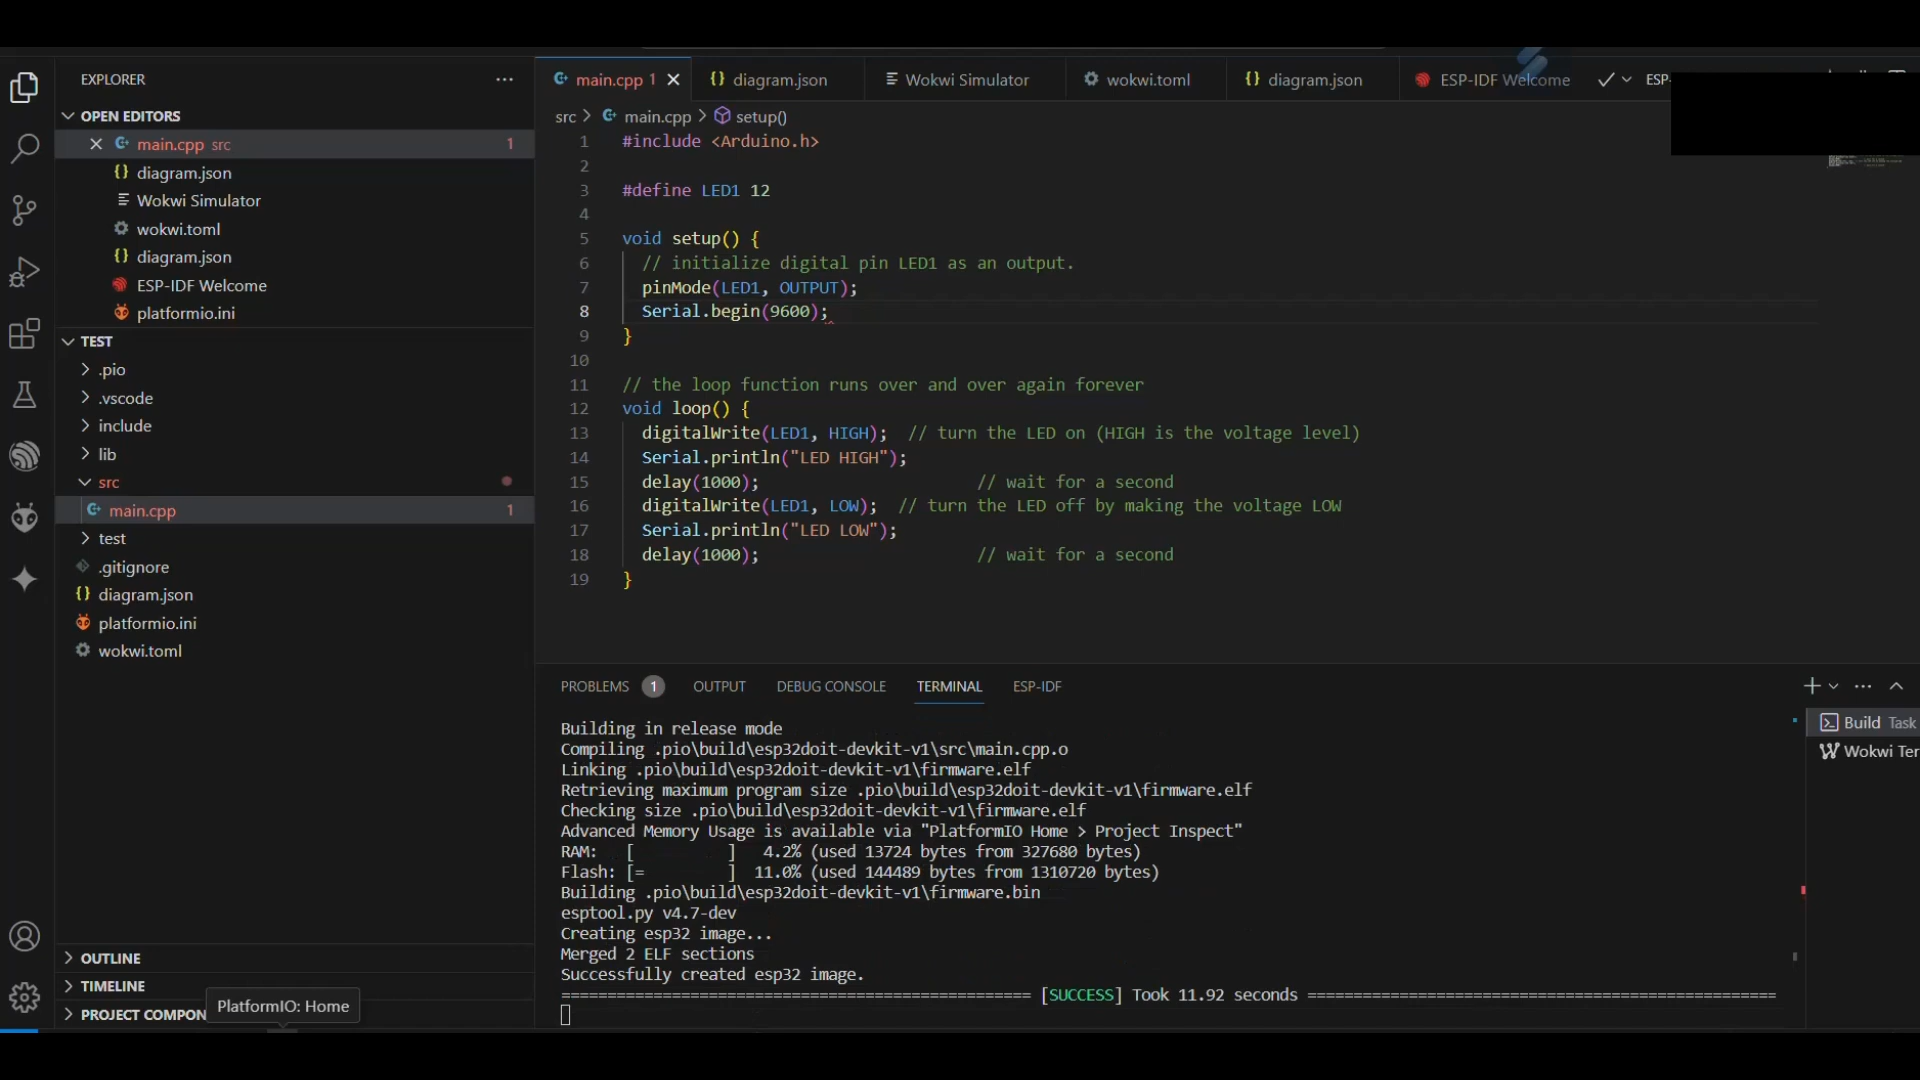 EXPLORER
OPEN EDITORS
main.cpp src 1
diagram.json
Wokwi Simulator
wokwi.toml
diagram.json
ESP-IDF Welcome
platformio.ini
TEST
.pio
.vscode
include
lib
src
main.cpp 1
test
.gitignore
diagram.json
platformio.ini
wokwi.toml
OUTLINE
TIMELINE
PROJECT COMPON
PlatformIO: Home
main.cpp 1 diagram.json Wokwi Simulator wokwi.toml diagram.json ESP-IDF Welcome ESP-
src > main.cpp > setup()
1 #include <Arduino.h>
2
3 #define LED1 12
4
5 void setup() {
6 // initialize digital pin LED1 as an output.
7 pinMode(LED1, OUTPUT);
8 Serial.begin(9600);
9 }
10
11 // the loop function runs over and over again forever
12 void loop() {
13 digitalWrite(LED1, HIGH); // turn the LED on (HIGH is the voltage level)
14 Serial.println("LED HIGH");
15 delay(1000); // wait for a second
16 digitalWrite(LED1, LOW); // turn the LED off by making the voltage LOW
17 Serial.println("LED LOW");
18 delay(1000); // wait for a second
19 }
PROBLEMS 1 OUTPUT DEBUG CONSOLE TERMINAL ESP-IDF
Building in release mode
Compiling .pio\build\esp32doit-devkit-v1\src\main.cpp.o
Linking .pio\build\esp32doit-devkit-v1\firmware.elf
Retrieving maximum program size .pio\build\esp32doit-devkit-v1\firmware.elf
Checking size .pio\build\esp32doit-devkit-v1\firmware.elf
Advanced Memory Usage is available via "PlatformIO Home > Project Inspect"
RAM: [ ] 4.2% (used 13724 bytes from 327680 bytes)
Flash: [= ] 11.0% (used 144489 bytes from 1310720 bytes)
Building .pio\build\esp32doit-devkit-v1\firmware.bin
esptool.py v4.7-dev
Creating esp32 image...
Merged 2 ELF sections
Successfully created esp32 image.
============================================== [SUCCESS] Took 11.92 seconds ==============================================
Build Task
Wokwi Ter